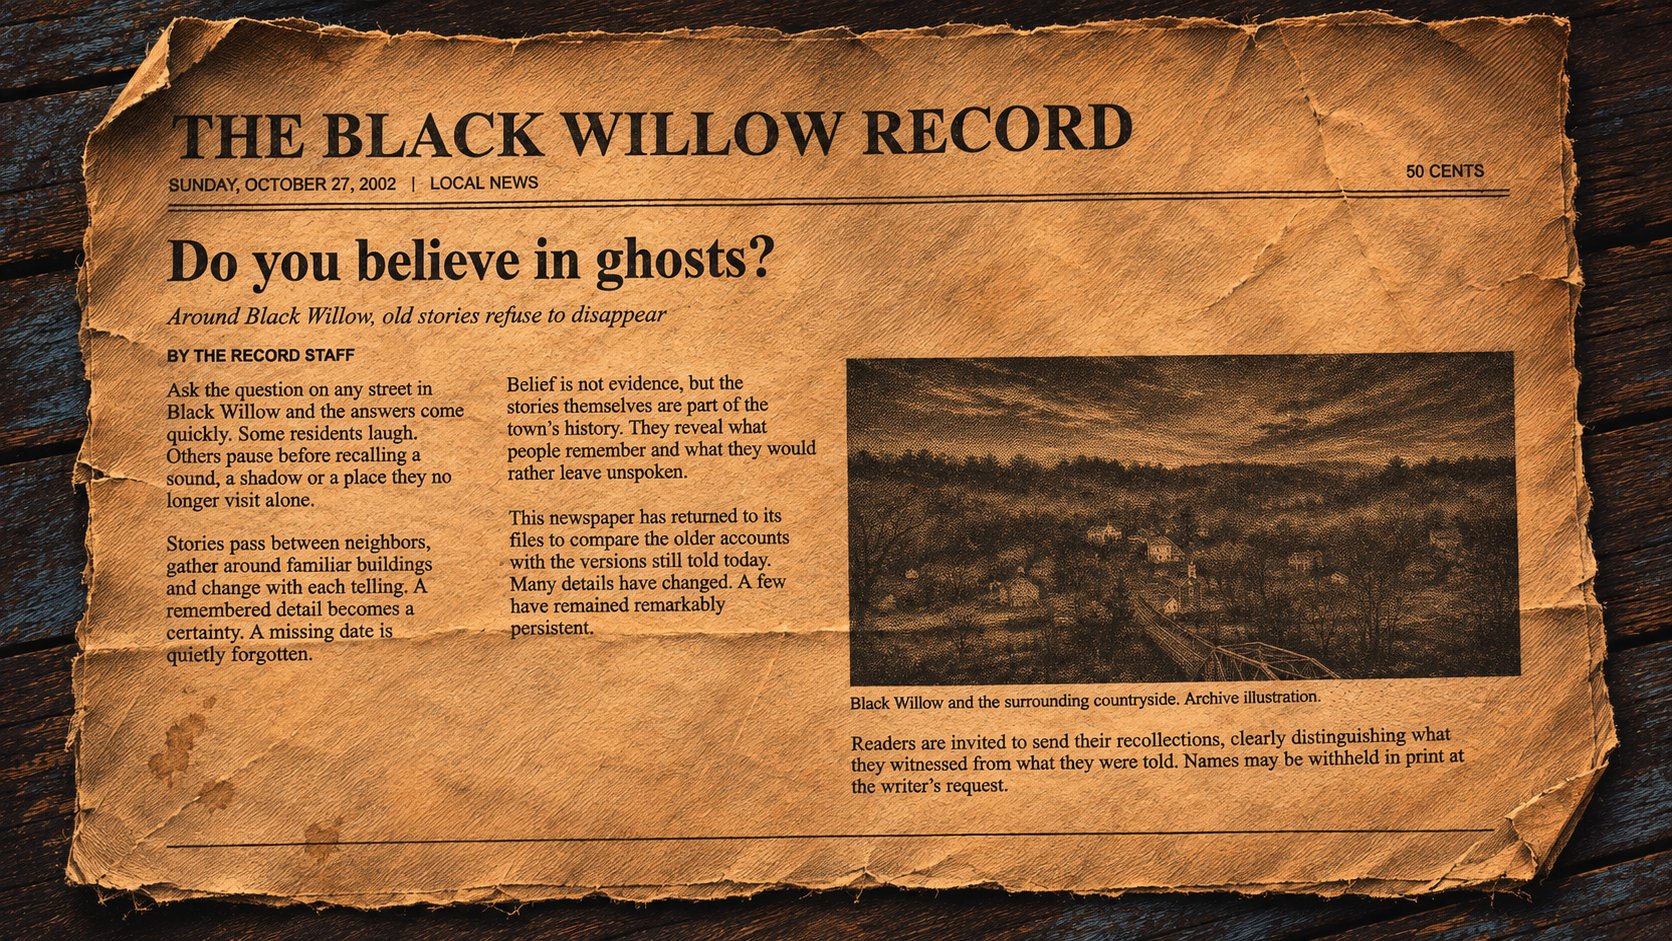 THE BLACK WILLOW RECORD
SUNDAY, OCTOBER 27, 2002 | LOCAL NEWS
50 CENTS
Do you believe in ghosts?
Around Black Willow, old stories refuse to disappear
BY THE RECORD STAFF
Ask the question on any street in
Black Willow and the answers come
quickly. Some residents laugh.
Others pause before recalling a
sound, a shadow or a place they no
longer visit alone.
Stories pass between neighbors,
gather around familiar buildings
and change with each telling. A
remembered detail becomes a
certainty. A missing date is
quietly forgotten.
Belief is not evidence, but the
stories themselves are part of the
town’s history. They reveal what
people remember and what they would
rather leave unspoken.
This newspaper has returned to its
files to compare the older accounts
with the versions still told today.
Many details have changed. A few
have remained remarkably
persistent.
Black Willow and the surrounding countryside. Archive illustration.
Readers are invited to send their recollections, clearly distinguishing what
they witnessed from what they were told. Names may be withheld in print at
the writer’s request.